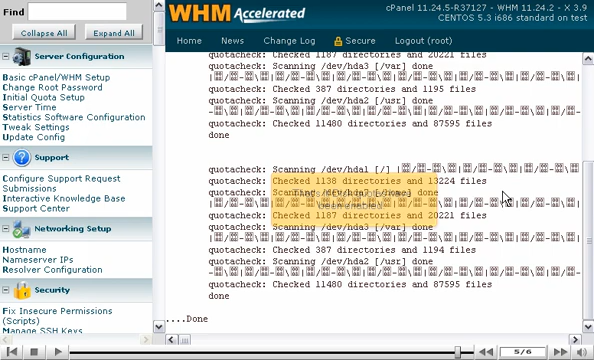 Find
Collapse All
Expand All
Server Configuration
Basic cPanel/WHM Setup
Change Root Password
Initial Quota Setup
Server Time
Statistics Software Configuration
Tweak Settings
Update Config
Support
Configure Support Request
Submissions
Interactive Knowledge Base
Support Center
Networking Setup
Hostname
Nameserver IPs
Resolver Configuration
Security
Fix Insecure Permissions
(Scripts)
Manage SSH Keys
WHM Accelerated
cPanel 11.24.5-R37127 - WHM 11.24.2 - X 3.9
CENTOS 5.3 i686 standard on test
Home News Change Log Secure Logout (root)
quotacheck: Checked 1187 directories and 20221 files
quotacheck: Scanning /dev/hda3 [/var] done
quotacheck: Checked 387 directories and 1195 files
quotacheck: Scanning /dev/hda2 [/usr] done
quotacheck: Checked 11480 directories and 87595 files
done
quotacheck: Scanning /dev/hda1 [/]
quotacheck: Checked 1138 directories and 13224 files
quotacheck: Scanning /dev/hda7 [/home] done
quotacheck: Checked 1187 directories and 20221 files
quotacheck: Scanning /dev/hda3 [/var] done
quotacheck: Checked 387 directories and 1194 files
quotacheck: Scanning /dev/hda2 [/usr] done
quotacheck: Checked 11480 directories and 87595 files
done
....Done
5/6